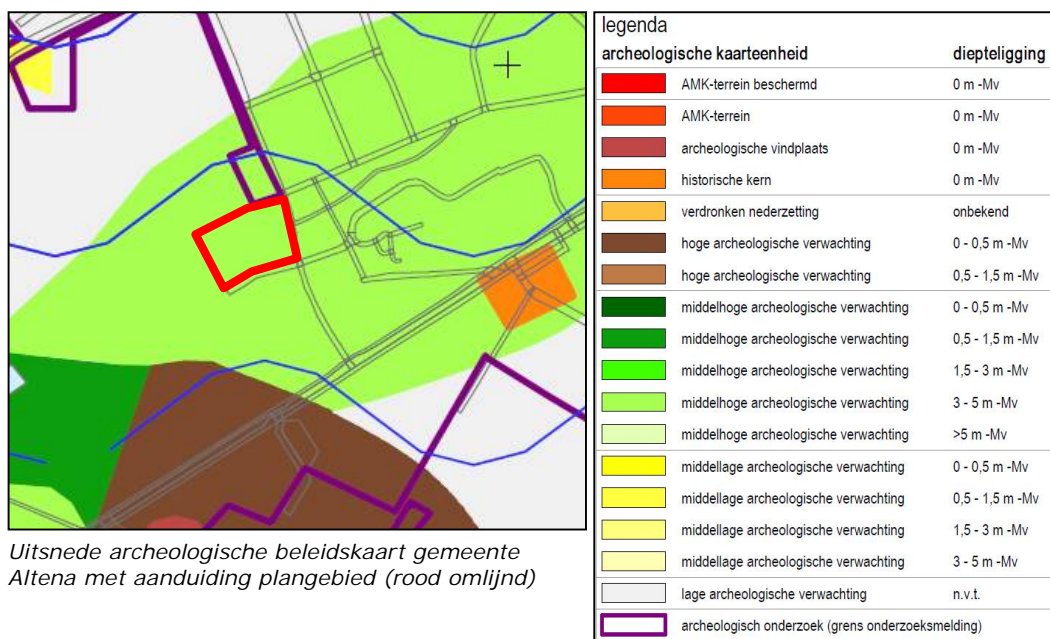 legenda
archeologische kaarteenheid diepteligging
AMK-terrein beschermd 0 m -Mv
AMK-terrein 0 m -Mv
archeologische vindplaats 0 m -Mv
historische kern 0 m -Mv
verdronken nederzetting onbekend
hoge archeologische verwachting 0 - 0,5 m -Mv
hoge archeologische verwachting 0,5 - 1,5 m -Mv
middelhoge archeologische verwachting 0 - 0,5 m -Mv
middelhoge archeologische verwachting 0,5 - 1,5 m -Mv
middelhoge archeologische verwachting 1,5 - 3 m -Mv
middelhoge archeologische verwachting 3 - 5 m -Mv
middelhoge archeologische verwachting >5 m -Mv
middellage archeologische verwachting 0 - 0,5 m -Mv
middellage archeologische verwachting 0,5 - 1,5 m -Mv
middellage archeologische verwachting 1,5 - 3 m -Mv
middellage archeologische verwachting 3 - 5 m -Mv
lage archeologische verwachting n.v.t.
archeologisch onderzoek (grens onderzoeksmelding)
Uitsnede archeologische beleidskaart gemeente
Altena met aanduiding plangebied (rood omlijnd)